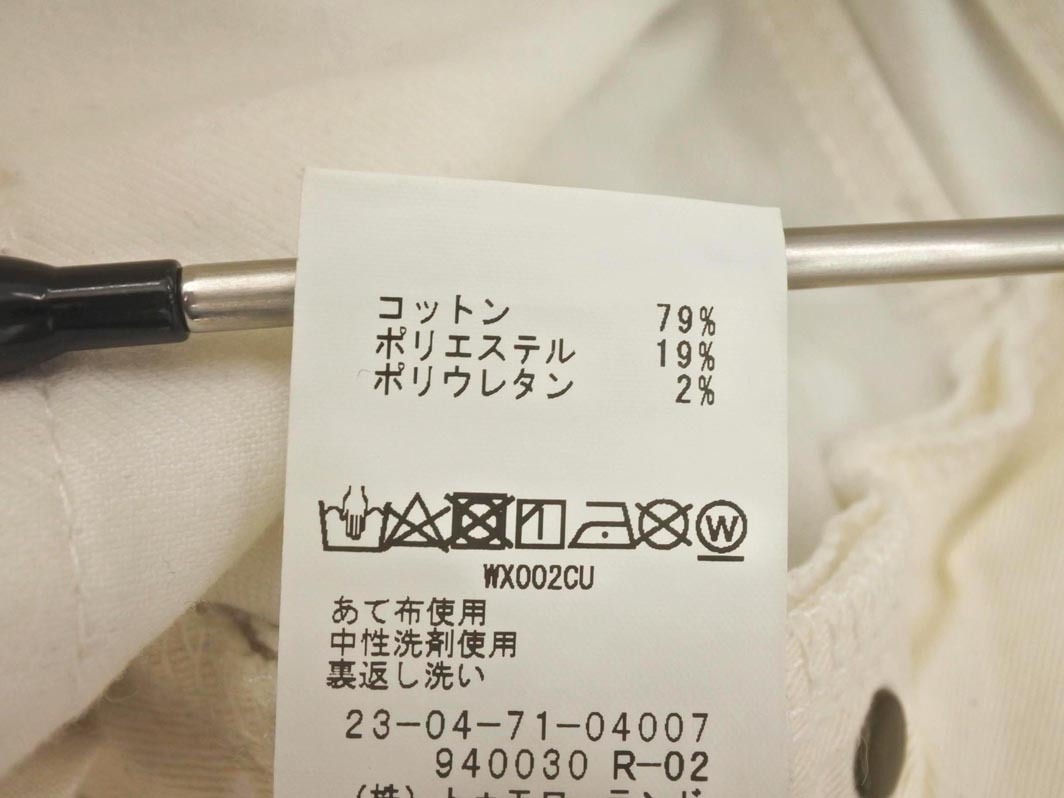 コットン 79%
ポリエステル 19%
ポリウレタン 2%
W
WX002CU
あて布使用
中性洗剤使用
裏返し洗い
23-04-71-04007
940030 R-02